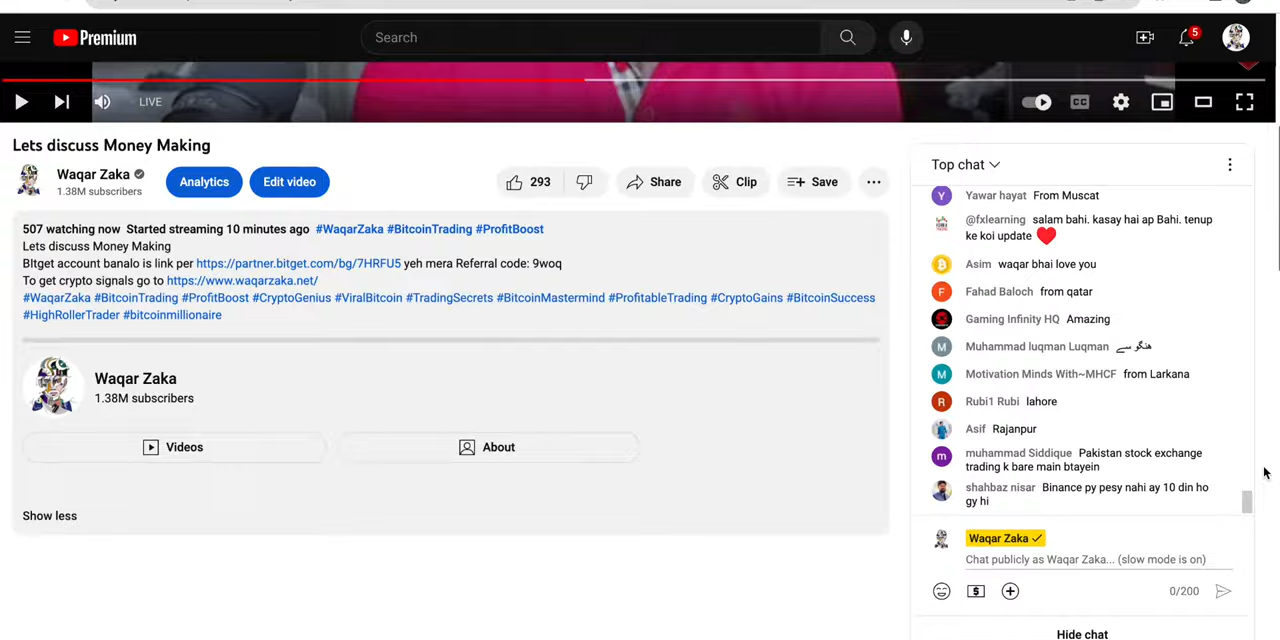 Premium
Search
5
LIVE
CC
Lets discuss Money Making
Waqar Zaka
1.38M subscribers
Analytics
Edit video
293
Share
Clip
Save
507 watching now Started streaming 10 minutes ago #WaqarZaka #BitcoinTrading #ProfitBoost
Lets discuss Money Making
BItget account banalo is link per https://partner.bitget.com/bg/7HRFU5 yeh mera Referral code: 9woq
To get crypto signals go to https://www.waqarzaka.net/
#WaqarZaka #BitcoinTrading #ProfitBoost #CryptoGenius #ViralBitcoin #TradingSecrets #BitcoinMastermind #ProfitableTrading #CryptoGains #BitcoinSuccess
#HighRollerTrader #bitcoinmillionaire
Waqar Zaka
1.38M subscribers
Videos
About
Show less
Top chat
Y Yawar hayat From Muscat
@fxlearning salam bahi. kasay hai ap Bahi. tenup
ke koi update
Asim waqar bhai love you
F Fahad Baloch from qatar
Gaming Infinity HQ Amazing
M Muhammad luqman Luqman ھنگو سے
M Motivation Minds With~MHCF from Larkana
R Rubi1 Rubi lahore
Asif Rajanpur
m muhammad Siddique Pakistan stock exchange
trading k bare main btayein
shahbaz nisar Binance py pesy nahi ay 10 din ho
gy hi
Waqar Zaka
Chat publicly as Waqar Zaka... (slow mode is on)
0/200
Hide chat